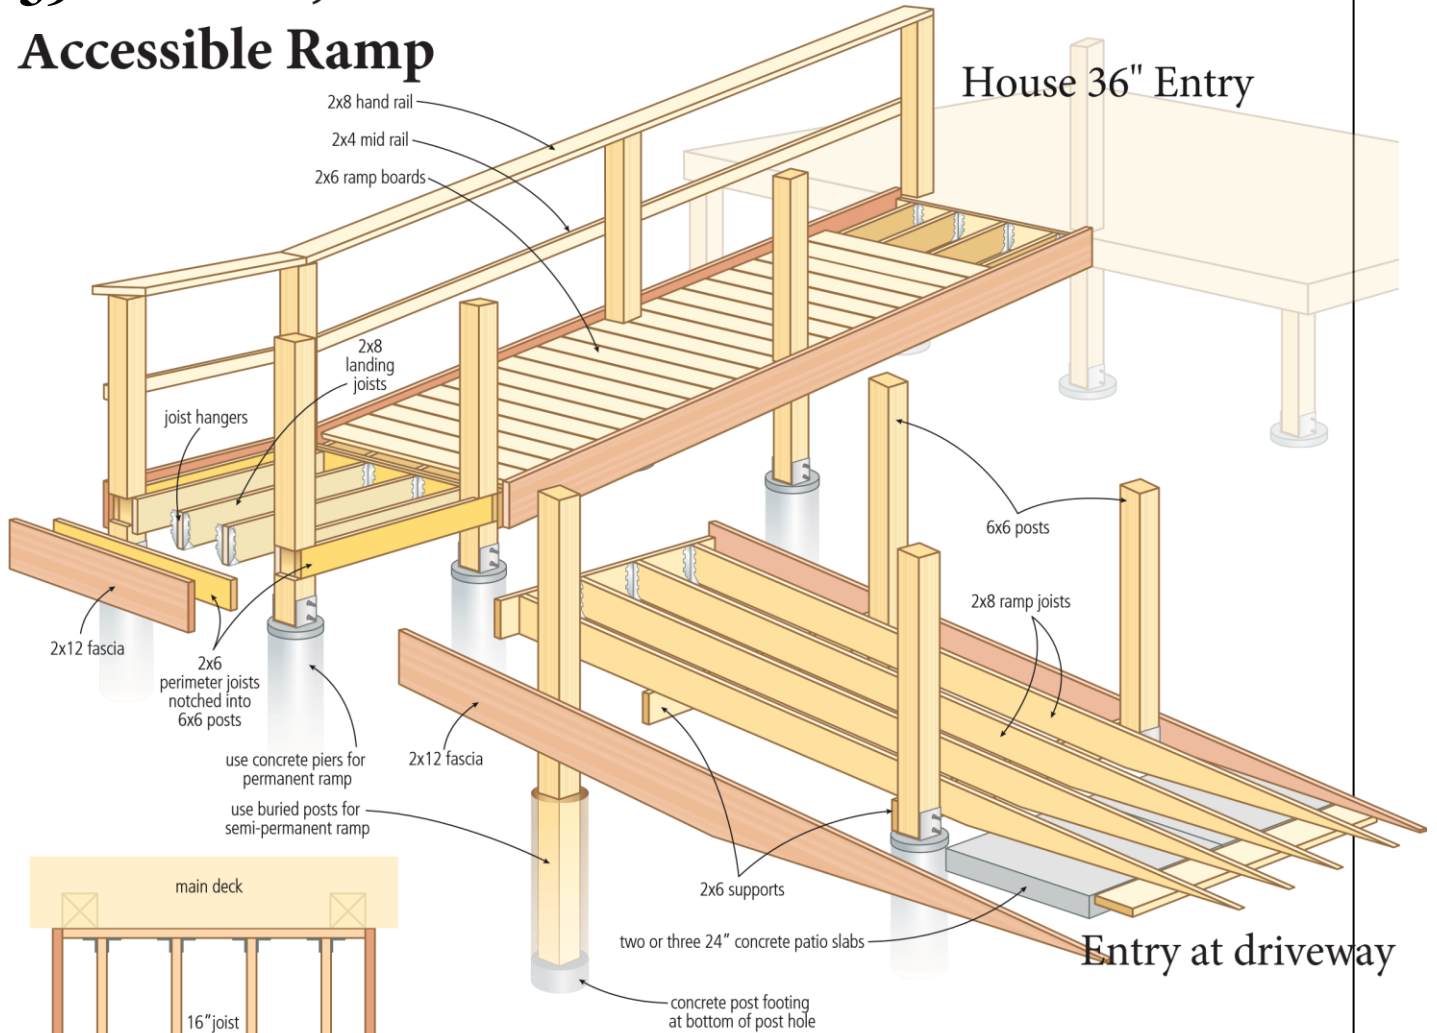 Accessible Ramp
House 36" Entry
2x8 hand rail
2x4 mid rail
2x6 ramp boards
2x8
landing
joists
joist hangers
6x6 posts
2x8 ramp joists
2x12 fascia
2x6
perimeter joists
notched into
6x6 posts
use concrete piers for
permanent ramp
2x12 fascia
use buried posts for
semi-permanent ramp
2x6 supports
main deck
two or three 24" concrete patio slabs
Entry at driveway
concrete post footing
at bottom of post hole
16"joist